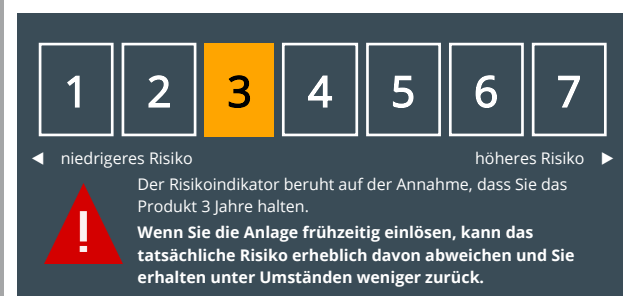 1 2 3 4 5 6 7
◀ niedrigeres Risiko höheres Risiko ▶
Der Risikoindikator beruht auf der Annahme, dass Sie das
Produkt 3 Jahre halten.
!
Wenn Sie die Anlage frühzeitig einlösen, kann das
tatsächliche Risiko erheblich davon abweichen und Sie
erhalten unter Umständen weniger zurück.